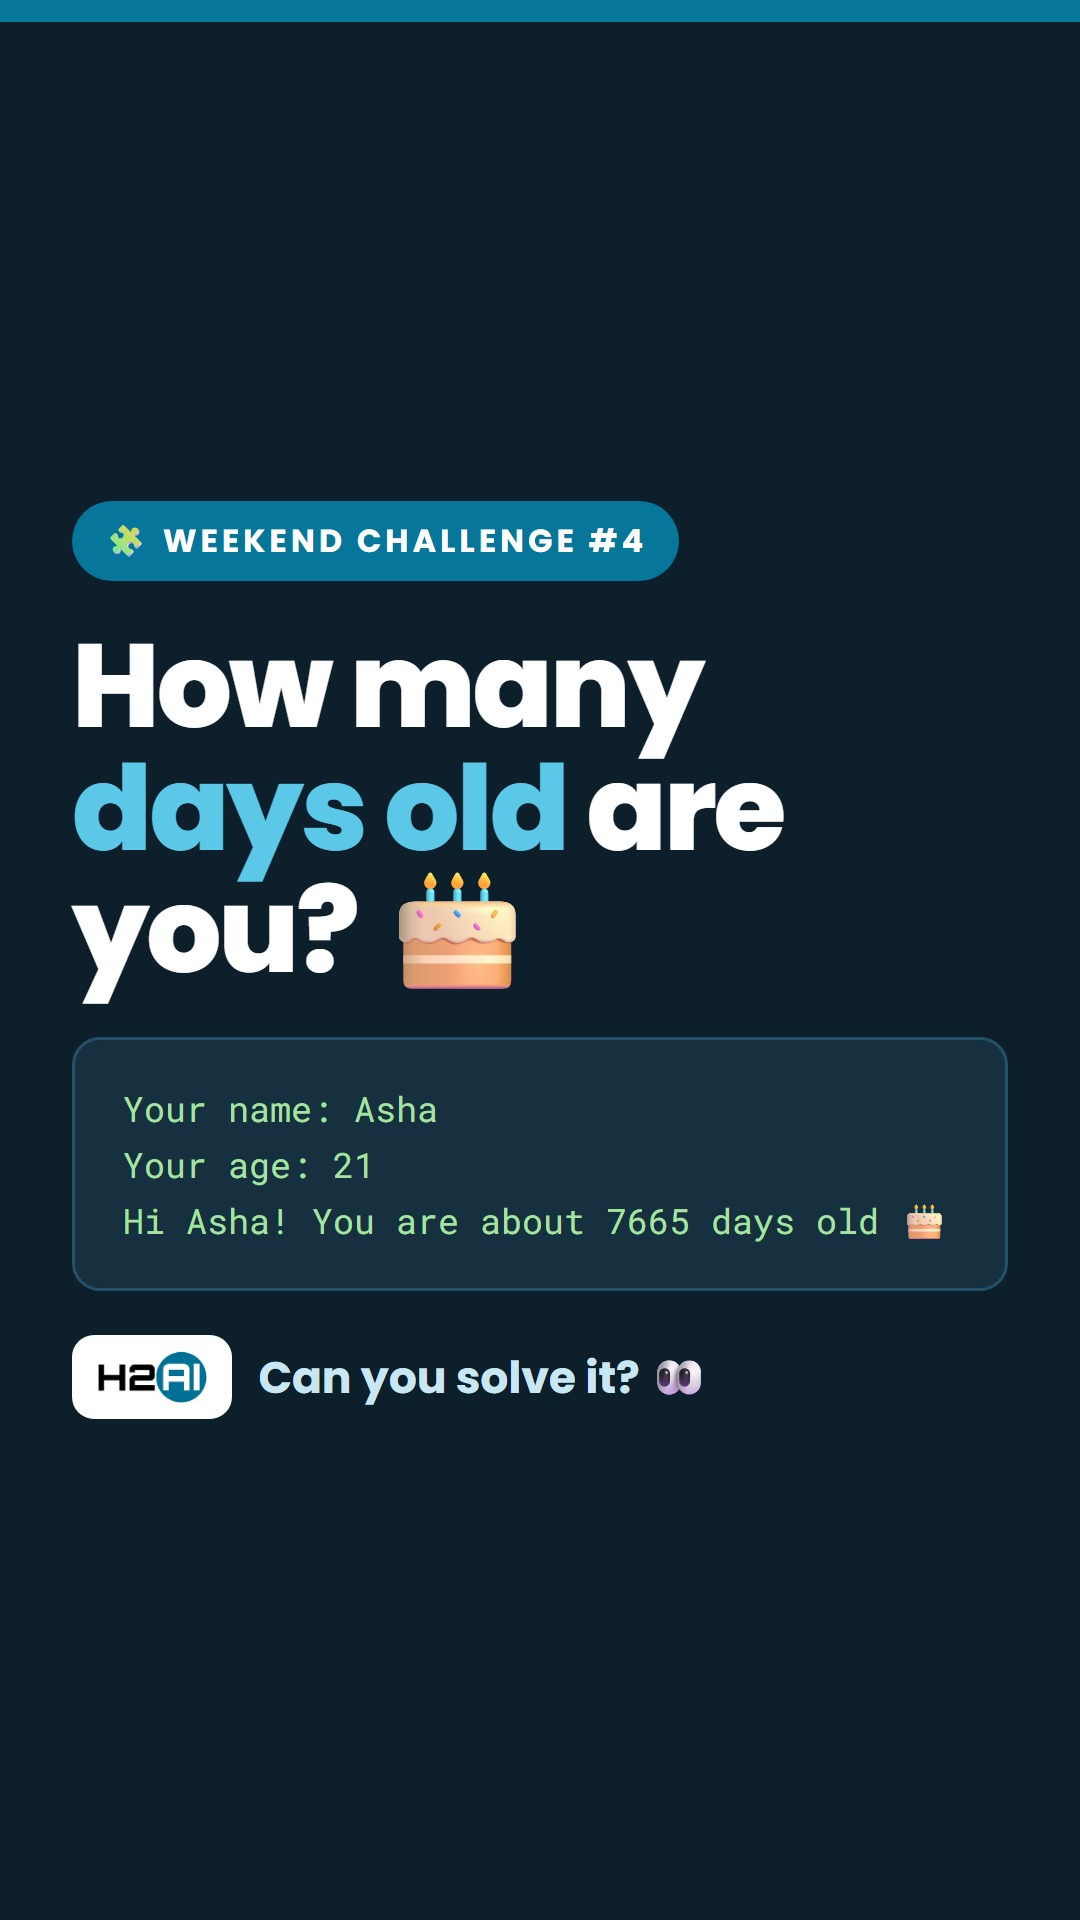 🧩 WEEKEND CHALLENGE #4
How many
days old are
you? 🎂
Your name: Asha
Your age: 21
Hi Asha! You are about 7665 days old 🎂
H2AI
Can you solve it? 👀